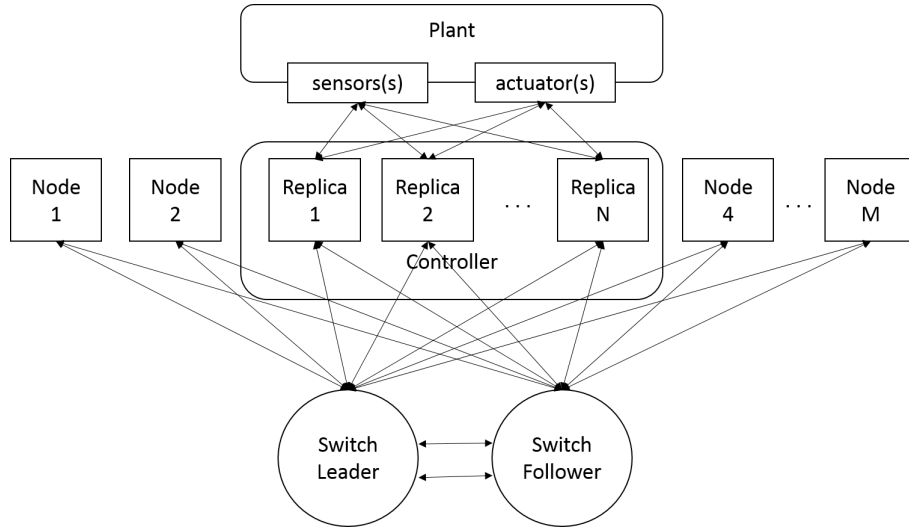 Plant
sensors(s)
actuator(s)
Node
1
Node
2
Replica
1
Replica
2
. . .
Replica
N
Node
4
. . .
Node
M
Controller
Switch
Leader
Switch
Follower